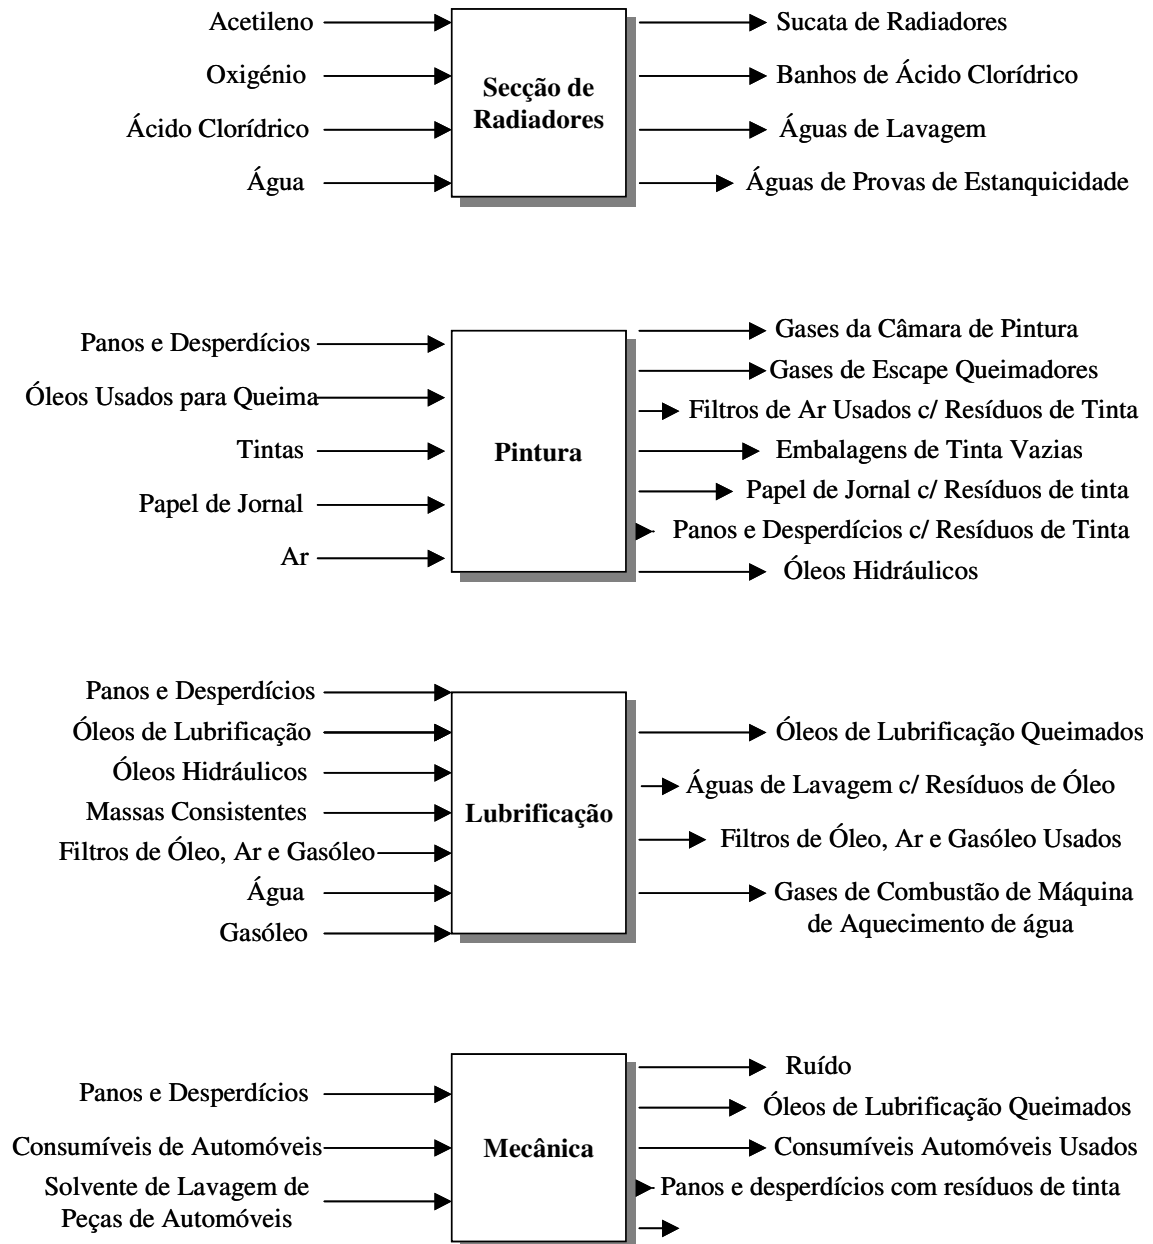 Acetileno
Oxigénio
Ácido Clorídrico
Água
Secção de
Radiadores
Sucata de Radiadores
Banhos de Ácido Clorídrico
Águas de Lavagem
Águas de Provas de Estanquicidade
Panos e Desperdícios
Óleos Usados para Queima
Tintas
Papel de Jornal
Ar
Pintura
Gases da Câmara de Pintura
Gases de Escape Queimadores
Filtros de Ar Usados c/ Resíduos de Tinta
Embalagens de Tinta Vazias
Papel de Jornal c/ Resíduos de tinta
Panos e Desperdícios c/ Resíduos de Tinta
Óleos Hidráulicos
Panos e Desperdícios
Óleos de Lubrificação
Óleos Hidráulicos
Massas Consistentes
Filtros de Óleo, Ar e Gasóleo
Água
Gasóleo
Lubrificação
Óleos de Lubrificação Queimados
Águas de Lavagem c/ Resíduos de Óleo
Filtros de Óleo, Ar e Gasóleo Usados
Gases de Combustão de Máquina
de Aquecimento de água
Panos e Desperdícios
Consumíveis de Automóveis
Solvente de Lavagem de
Peças de Automóveis
Mecânica
Ruído
Óleos de Lubrificação Queimados
Consumíveis Automóveis Usados
Panos e desperdícios com resíduos de tinta